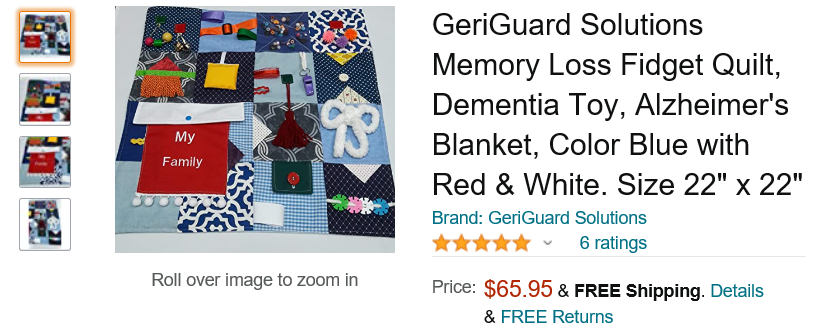 My
Family
Roll over image to zoom in
GeriGuard Solutions
Memory Loss Fidget Quilt,
Dementia Toy, Alzheimer's
Blanket, Color Blue with
Red & White. Size 22" x 22"
Brand: GeriGuard Solutions
6 ratings
Price: $65.95 & FREE Shipping. Details
& FREE Returns